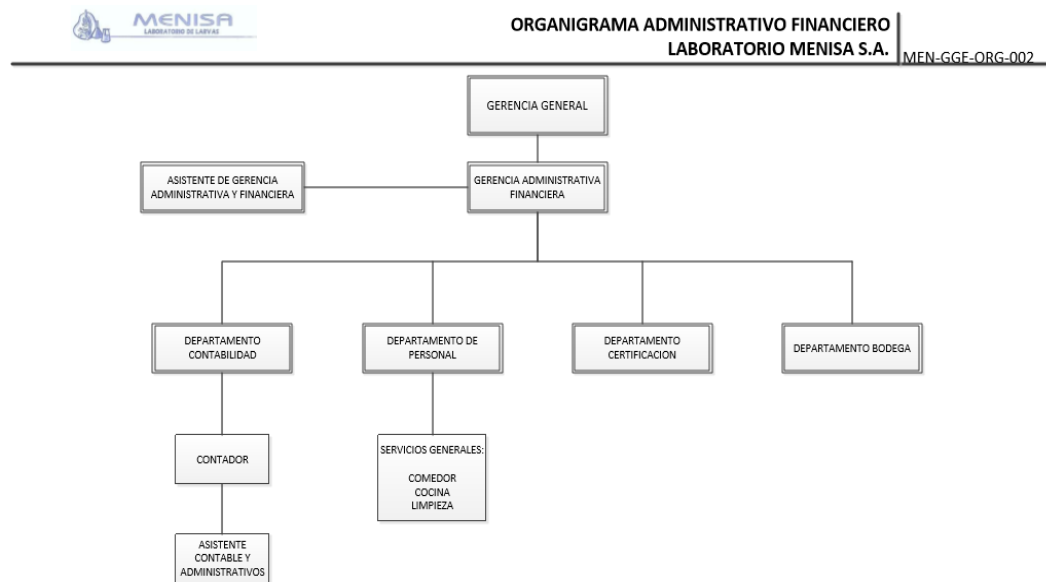 MENISA
LABORATORIO DE LARVAS
ORGANIGRAMA ADMINISTRATIVO FINANCIERO
LABORATORIO MENISA S.A.
MEN-GGE-ORG-002
GERENCIA GENERAL
ASISTENTE DE GERENCIA
ADMINISTRATIVA Y FINANCIERA
GERENCIA ADMINISTRATIVA
FINANCIERA
DEPARTAMENTO
CONTABILIDAD
DEPARTAMENTO DE
PERSONAL
DEPARTAMENTO
CERTIFICACION
DEPARTAMENTO BODEGA
CONTADOR
SERVICIOS GENERALES:
COMEDOR
COCINA
LIMPIEZA
ASISTENTE
CONTABLE Y
ADMINISTRATIVOS